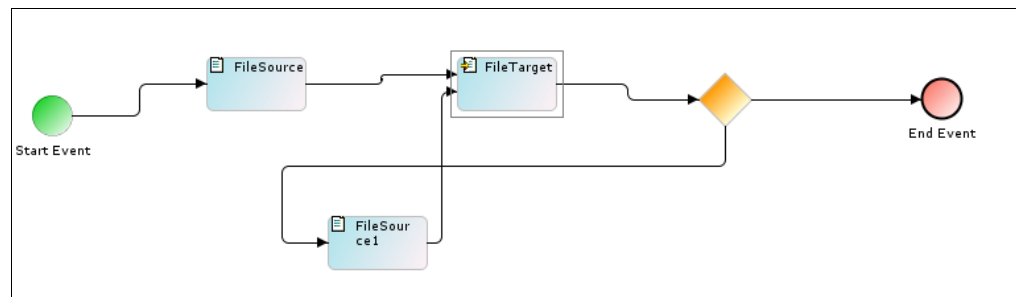 FileSource
FileTarget
Start Event
End Event
FileSour
ce1